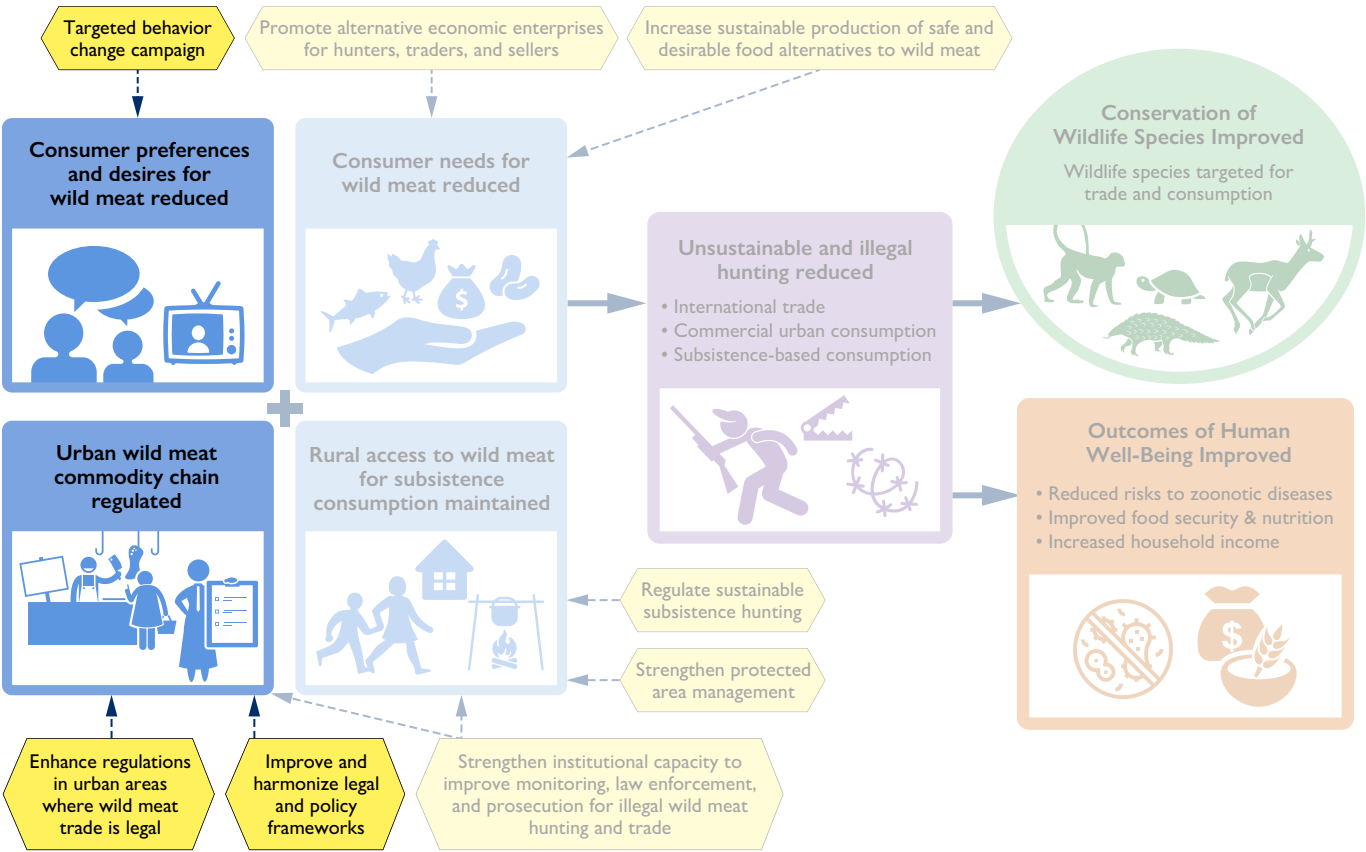 Targeted behavior
change campaign
Promote alternative economic enterprises
for hunters, traders, and sellers
Increase sustainable production of safe and
desirable food alternatives to wild meat
Consumer preferences
and desires for
wild meat reduced
Consumer needs for
wild meat reduced
$
Urban wild meat
commodity chain
regulated
Rural access to wild meat
for subsistence
consumption maintained
Unsustainable and illegal
hunting reduced
• International trade
• Commercial urban consumption
• Subsistence-based consumption
Conservation of
Wildlife Species Improved
Wildlife species targeted for
trade and consumption
Outcomes of Human
Well-Being Improved
• Reduced risks to zoonotic diseases
• Improved food security & nutrition
• Increased household income
$
Regulate sustainable
subsistence hunting
Strengthen protected
area management
Enhance regulations
in urban areas
where wild meat
trade is legal
Improve and
harmonize legal
and policy
frameworks
Strengthen institutional capacity to
improve monitoring, law enforcement,
and prosecution for illegal wild meat
hunting and trade